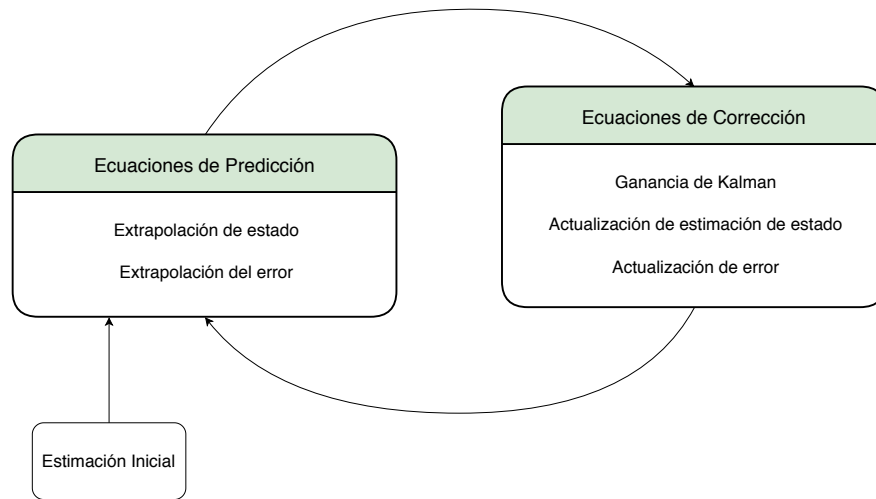 Ecuaciones de Predicción
Extrapolación de estado
Extrapolación del error
Ecuaciones de Corrección
Ganancia de Kalman
Actualización de estimación de estado
Actualización de error
Estimación Inicial